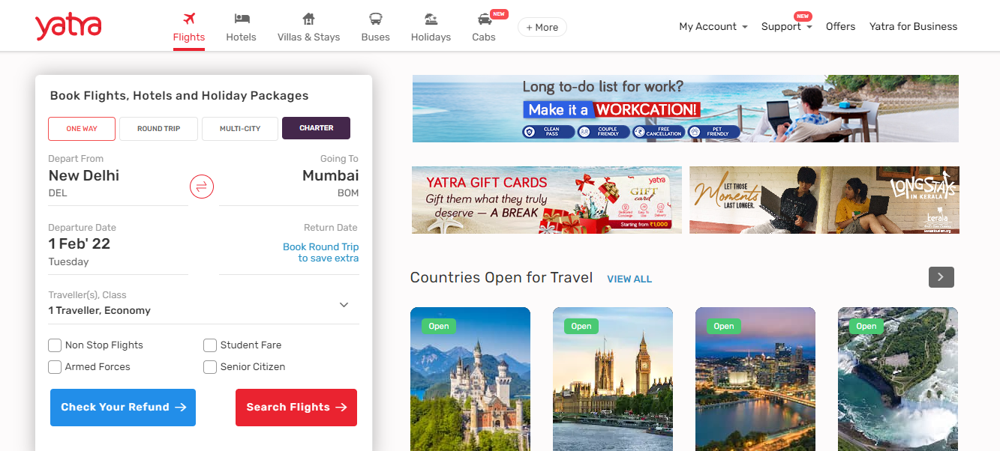 yatra
Flights
Hotels
Villas & Stays
Buses
Holidays
NEW
Cabs
+ More
My Account
NEW
Support
Offers
Yatra for Business
Book Flights, Hotels and Holiday Packages
ONE WAY
ROUND TRIP
MULTI-CITY
CHARTER
Depart From
Going To
New Delhi
Mumbai
DEL
BOM
Departure Date
Return Date
1 Feb' 22
Book Round Trip
to save extra
Tuesday
Traveller(s), Class
1 Traveller, Economy
Non Stop Flights
Student Fare
Armed Forces
Senior Citizen
Check Your Refund
Search Flights
Long to-do list for work?
Make it a WORKCATION!
CLEAN
PASS
COUPLE
FRIENDLY
FREE
CANCELLATION
PET
FRIENDLY
YATRA GIFT CARDS
Gift them what they truly
deserve — A BREAK
yatra
GIFT
card
Starting from ₹1,000
LET THOSE
Moments
LAST LONGER.
LONGSTAYS
IN KERALA
kerala
Countries Open for Travel
VIEW ALL
Open
Open
Open
Open